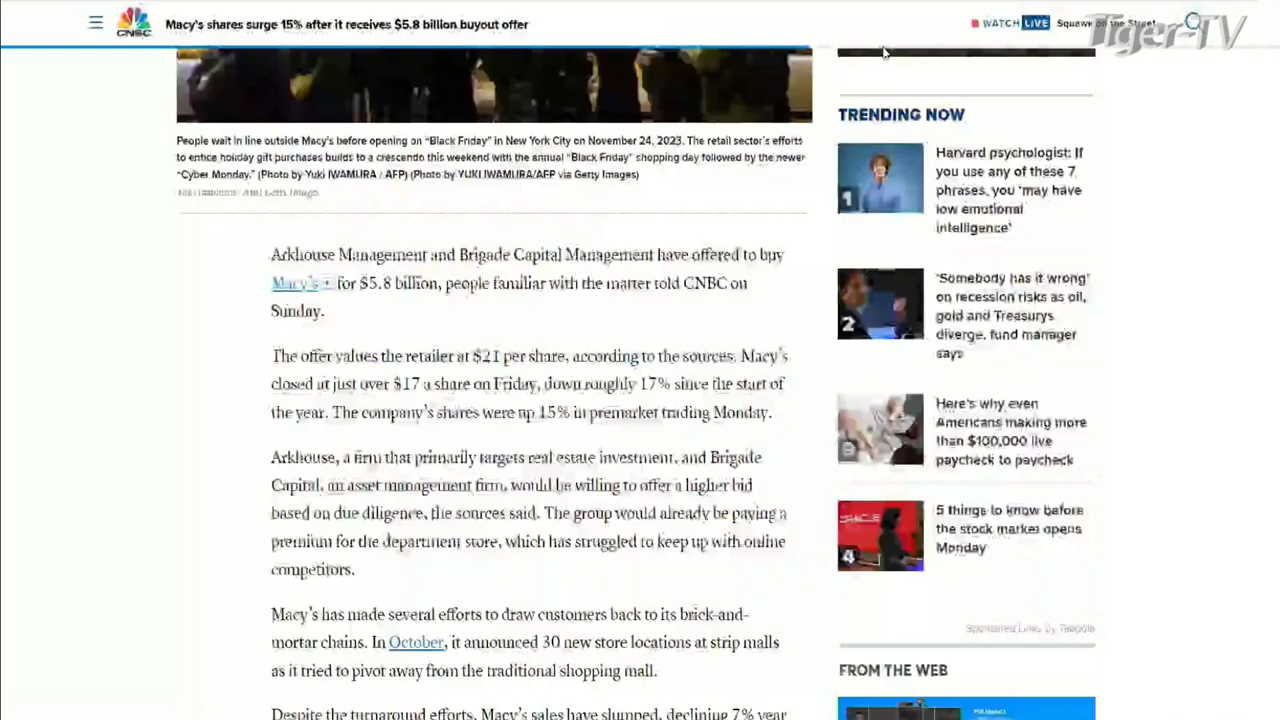 Macy's shares surge 15% after it receives $5.8 billion buyout offer
WATCH LIVE Squawk on the Street
Tiger-TV
CNBC
People wait in line outside Macy's before opening on "Black Friday" in New York City on November 24, 2023. The retail sector's efforts
to entice holiday gift purchases builds to a crescendo this weekend with the annual "Black Friday" shopping day followed by the newer
"Cyber Monday." (Photo by Yuki IWAMURA / AFP) (Photo by YUKI IWAMURA/AFP via Getty Images)
Yuki Iwamura | Afp | Getty Images
Arkhouse Management and Brigade Capital Management have offered to buy
Macy's + for $5.8 billion, people familiar with the matter told CNBC on
Sunday.
The offer values the retailer at $21 per share, according to the sources. Macy's
closed at just over $17 a share on Friday, down roughly 17% since the start of
the year. The company's shares were up 15% in premarket trading Monday.
Arkhouse, a firm that primarily targets real estate investment, and Brigade
Capital, an asset management firm, would be willing to offer a higher bid
based on due diligence, the sources said. The group would already be paying a
premium for the department store, which has struggled to keep up with online
competitors.
Macy's has made several efforts to draw customers back to its brick-and-
mortar chains. In October, it announced 30 new store locations at strip malls
as it tried to pivot away from the traditional shopping mall.
Despite the turnaround efforts, Macy's sales have slumped, declining 7% year
TRENDING NOW
1
Harvard psychologist: If
you use any of these 7
phrases, you 'may have
low emotional
intelligence'
2
'Somebody has it wrong'
on recession risks as oil,
gold and Treasurys
diverge, fund manager
says
3
Here's why even
Americans making more
than $100,000 live
paycheck to paycheck
4
5 things to know before
the stock market opens
Monday
Sponsored Links by Taboola
FROM THE WEB